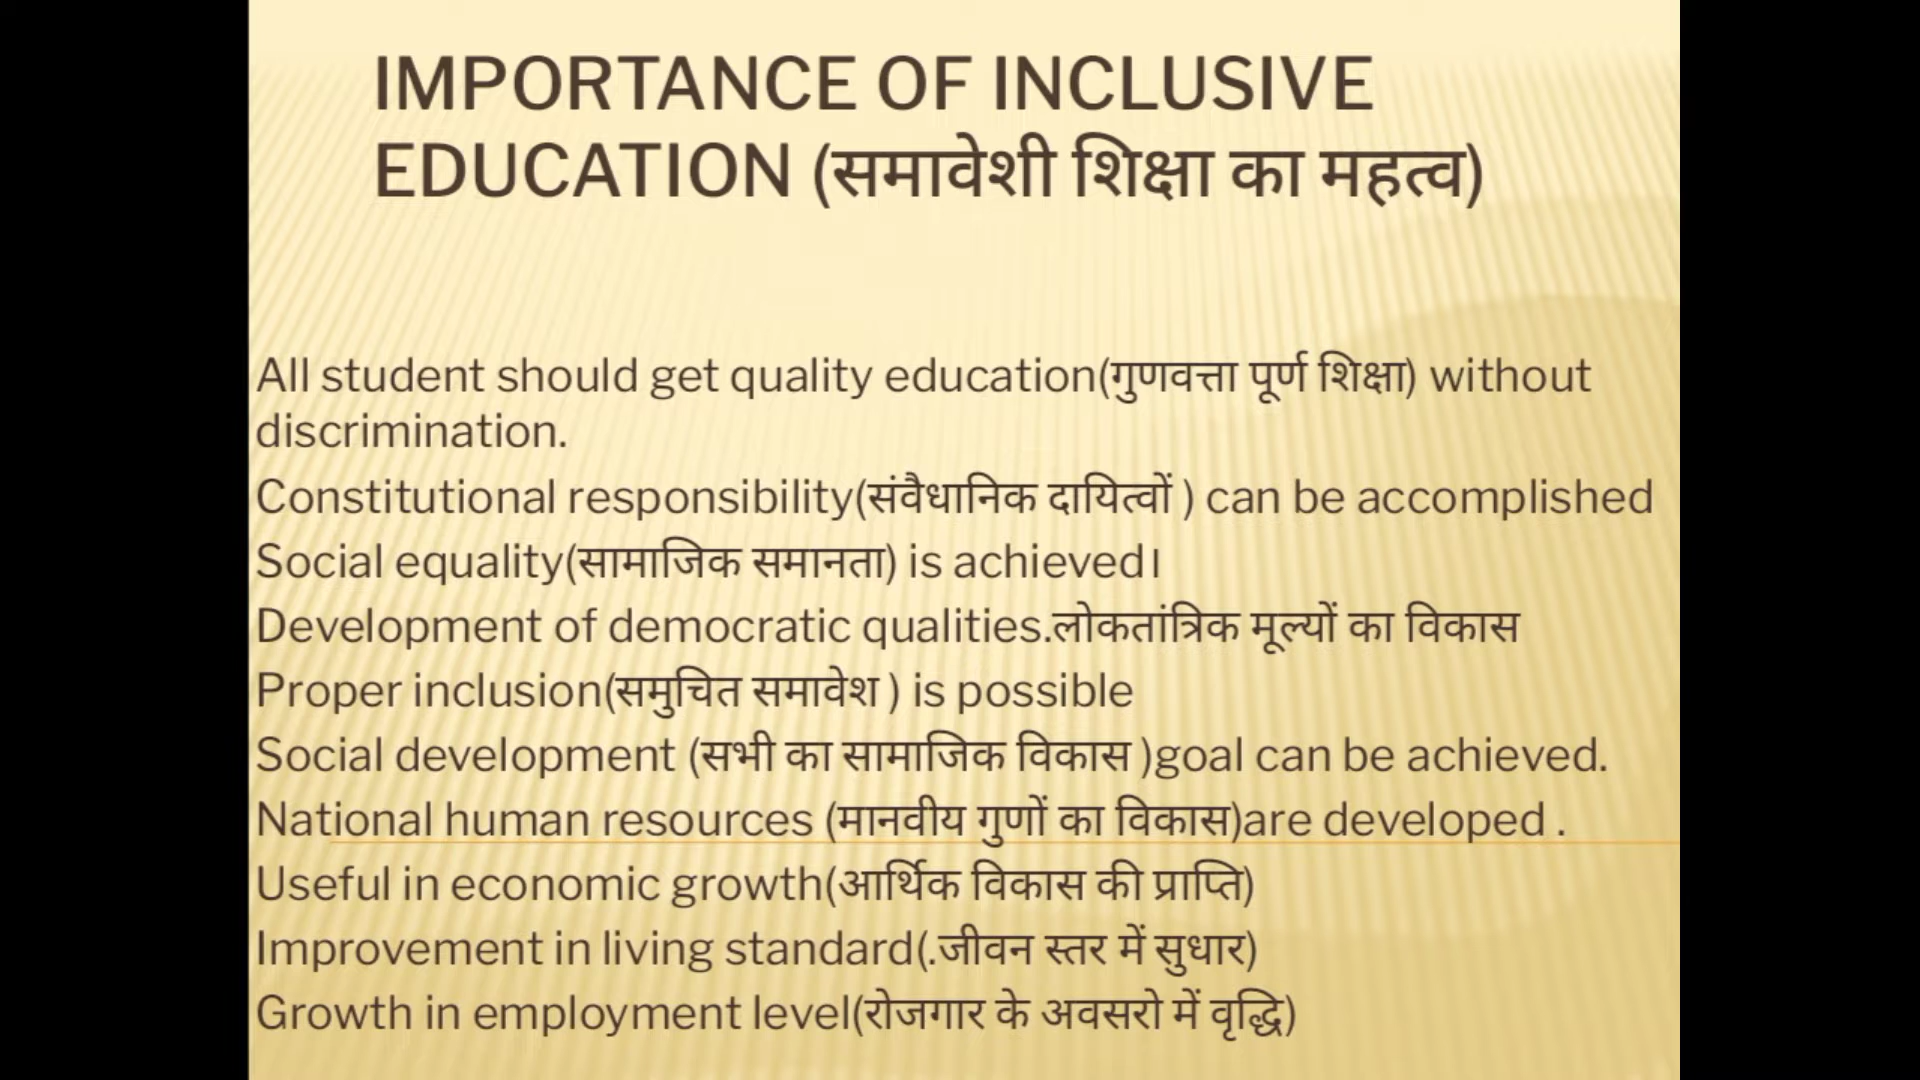 IMPORTANCE OF INCLUSIVE
EDUCATION (समावेशी शिक्षा का महत्व)
All student should get quality education(गुणवत्ता पूर्ण शिक्षा) without
discrimination.
Constitutional responsibility(संवैधानिक दायित्वों ) can be accomplished
Social equality(सामाजिक समानता) is achieved।
Development of democratic qualities.लोकतांत्रिक मूल्यों का विकास
Proper inclusion(समुचित समावेश ) is possible
Social development (सभी का सामाजिक विकास )goal can be achieved.
National human resources (मानवीय गुणों का विकास)are developed .
Useful in economic growth(आर्थिक विकास की प्राप्ति)
Improvement in living standard(.जीवन स्तर में सुधार)
Growth in employment level(रोजगार के अवसरो में वृद्धि)